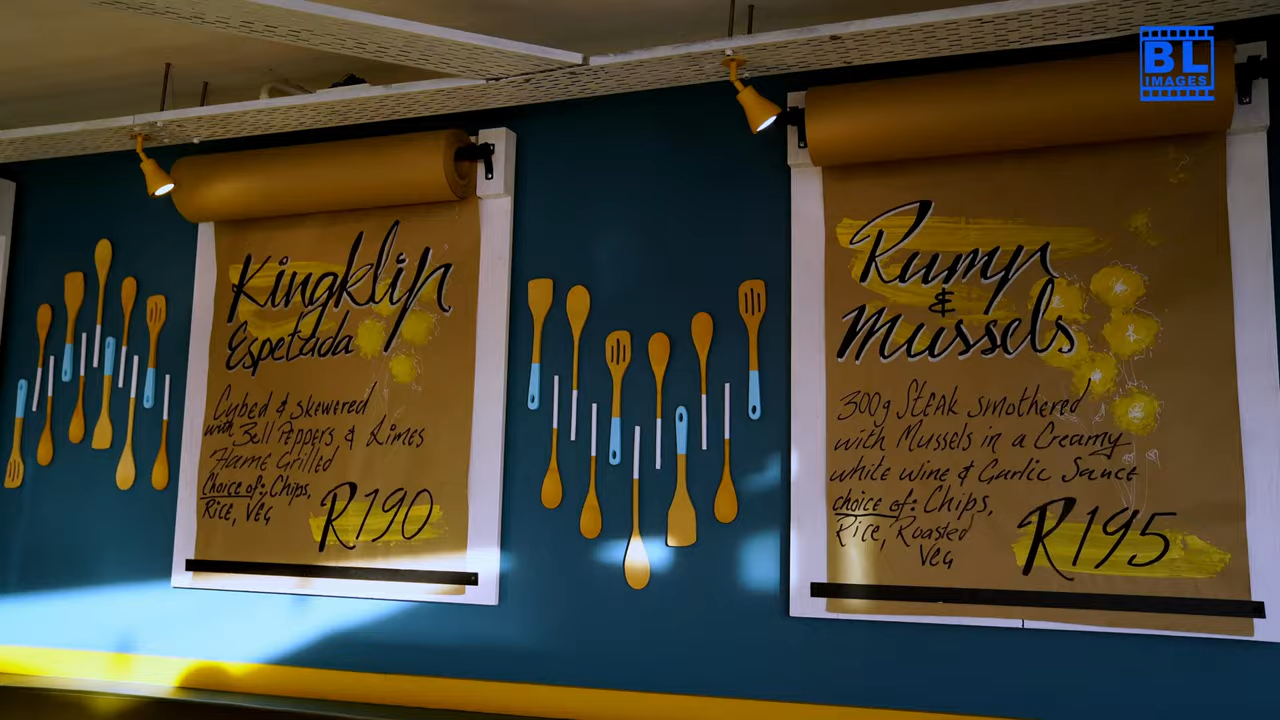 BL
IMAGES
Kingklip
Espetada
Cubed & skewered
with Bell Peppers & Limes
Flame Grilled
Choice of: Chips,
Rice, Veg
R190
Rump
&
Mussels
300g Steak smothered
with Mussels in a Creamy
white wine & Garlic Sauce
choice of: Chips,
Rice, Roasted
Veg
R195